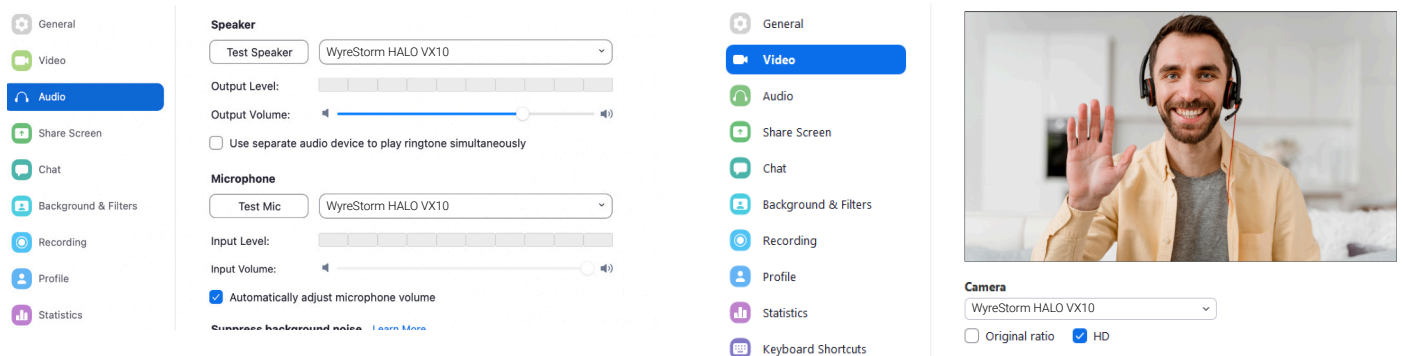 General
Video
Audio
Share Screen
Chat
Background & Filters
Recording
Profile
Statistics
Speaker
Test Speaker WyreStorm HALO VX10
Output Level:
Output Volume:
Use separate audio device to play ringtone simultaneously
Microphone
Test Mic WyreStorm HALO VX10
Input Level:
Input Volume:
Automatically adjust microphone volume
Suppress background noise Learn More
General
Video
Audio
Share Screen
Chat
Background & Filters
Recording
Profile
Statistics
Keyboard Shortcuts
Camera
WyreStorm HALO VX10
Original ratio HD